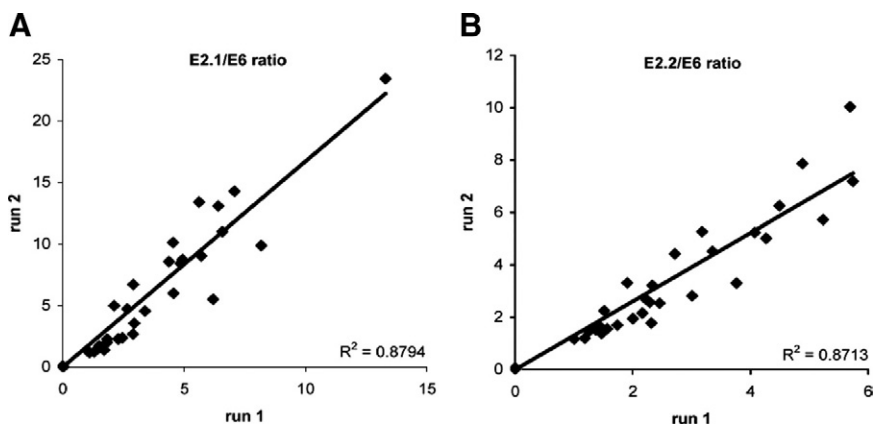 A
E2.1/E6 ratio
25
20
15
10
5
0
run 2
0
5
10
15
run 1
R² = 0.8794
B
E2.2/E6 ratio
12
10
8
6
4
2
0
run 2
0
2
4
6
run 1
R² = 0.8713